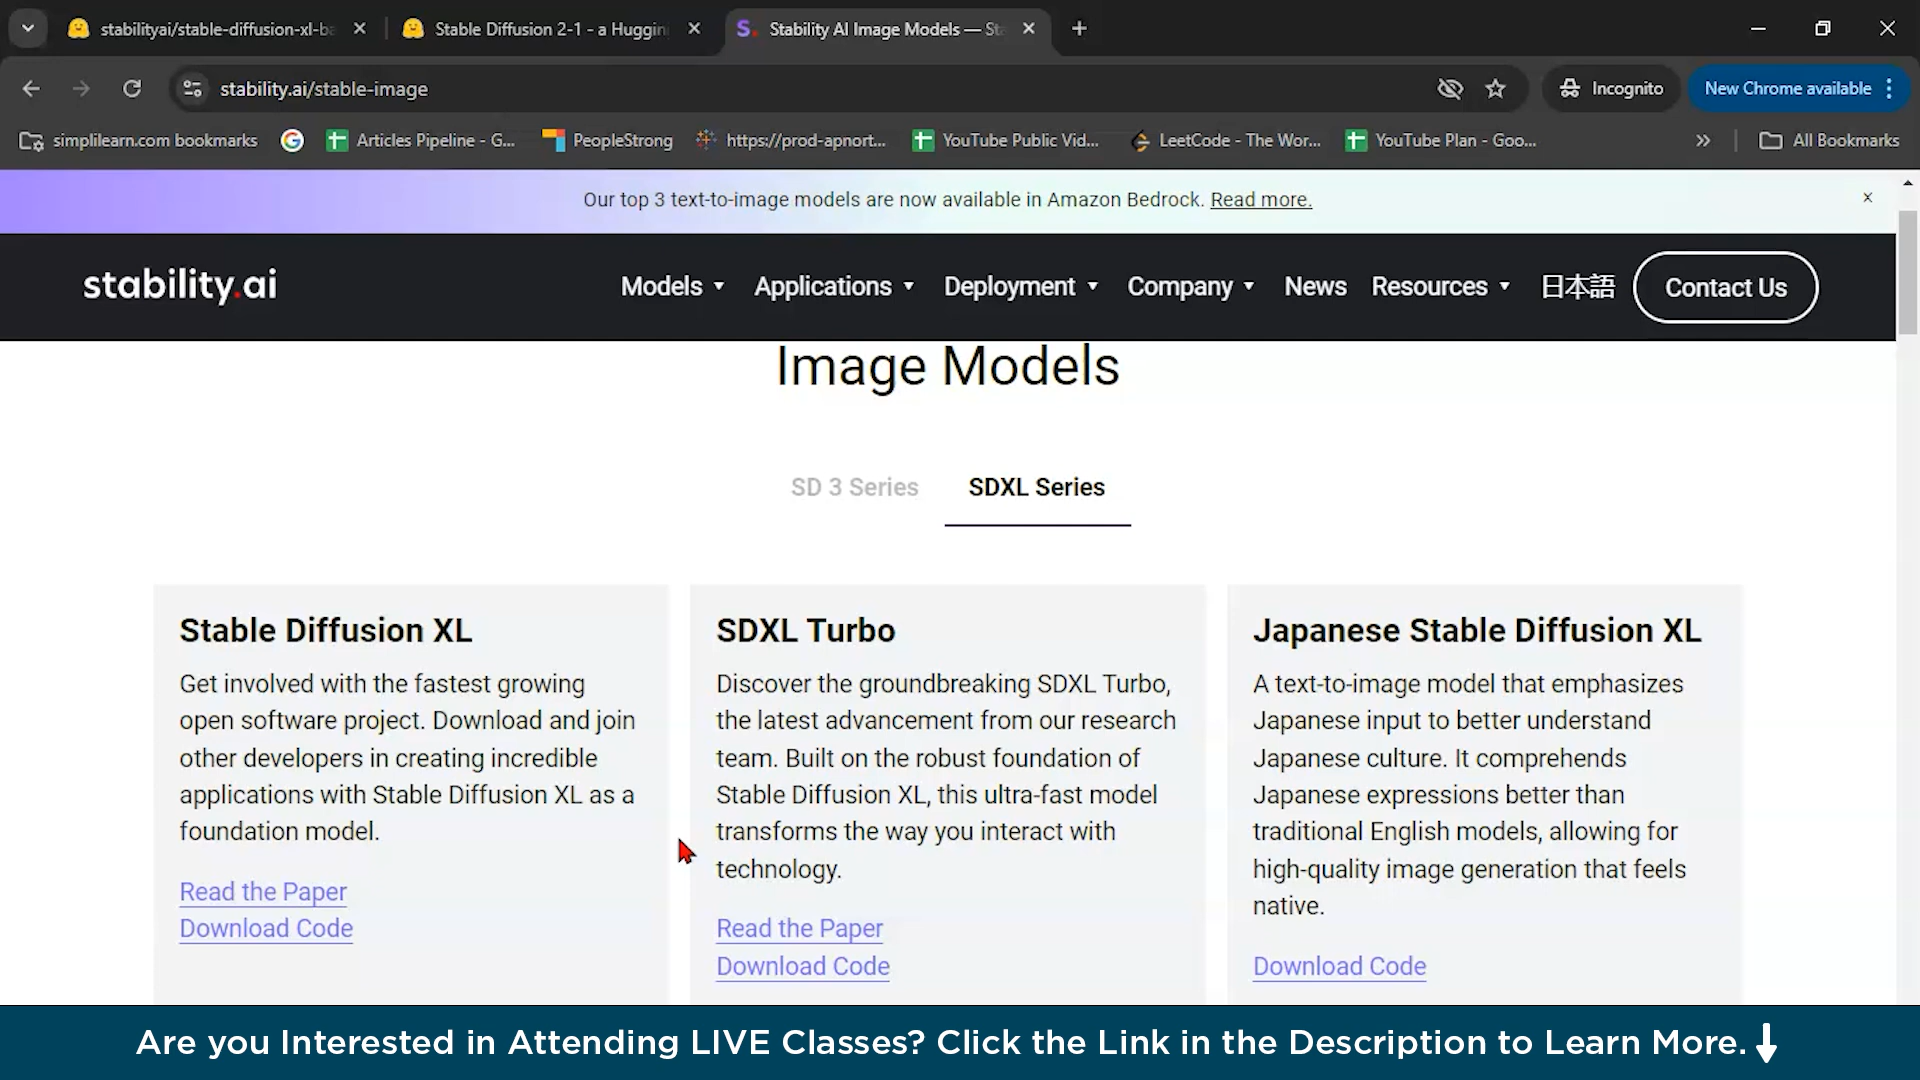 stabilityai/stable-diffusion-xl-ba
Stable Diffusion 2-1 - a Huggin
S. Stability AI Image Models — Sta
stability.ai/stable-image
Incognito
New Chrome available
simplilearn.com bookmarks
Articles Pipeline - G...
PeopleStrong
https://prod-apnort...
YouTube Public Vid...
LeetCode - The Wor...
YouTube Plan - Goo...
All Bookmarks
Our top 3 text-to-image models are now available in Amazon Bedrock. Read more.
stability.ai
Models
Applications
Deployment
Company
News
Resources
日本語
Contact Us
Image Models
SD 3 Series
SDXL Series
Stable Diffusion XL
Get involved with the fastest growing
open software project. Download and join
other developers in creating incredible
applications with Stable Diffusion XL as a
foundation model.
Read the Paper
Download Code
SDXL Turbo
Discover the groundbreaking SDXL Turbo,
the latest advancement from our research
team. Built on the robust foundation of
Stable Diffusion XL, this ultra-fast model
transforms the way you interact with
technology.
Read the Paper
Download Code
Japanese Stable Diffusion XL
A text-to-image model that emphasizes
Japanese input to better understand
Japanese culture. It comprehends
Japanese expressions better than
traditional English models, allowing for
high-quality image generation that feels
native.
Download Code
Are you Interested in Attending LIVE Classes? Click the Link in the Description to Learn More.